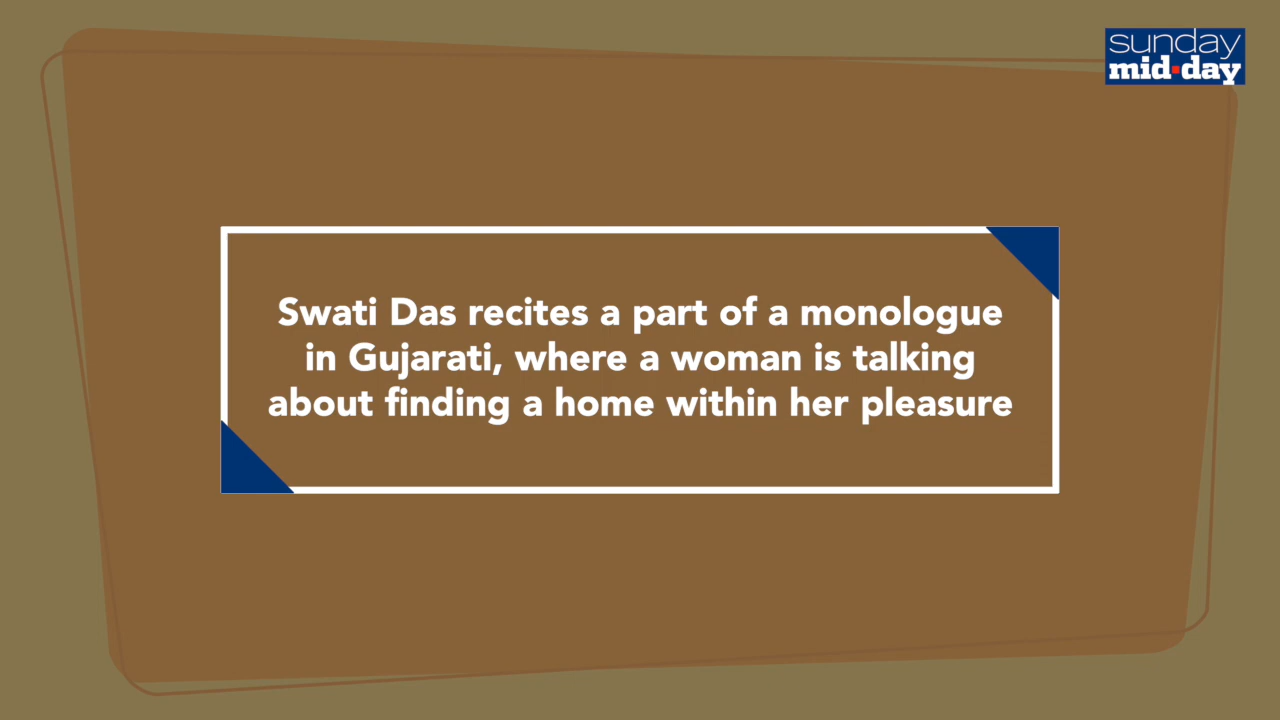 sunday
mid-day
Swati Das recites a part of a monologue
in Gujarati, where a woman is talking
about finding a home within her pleasure